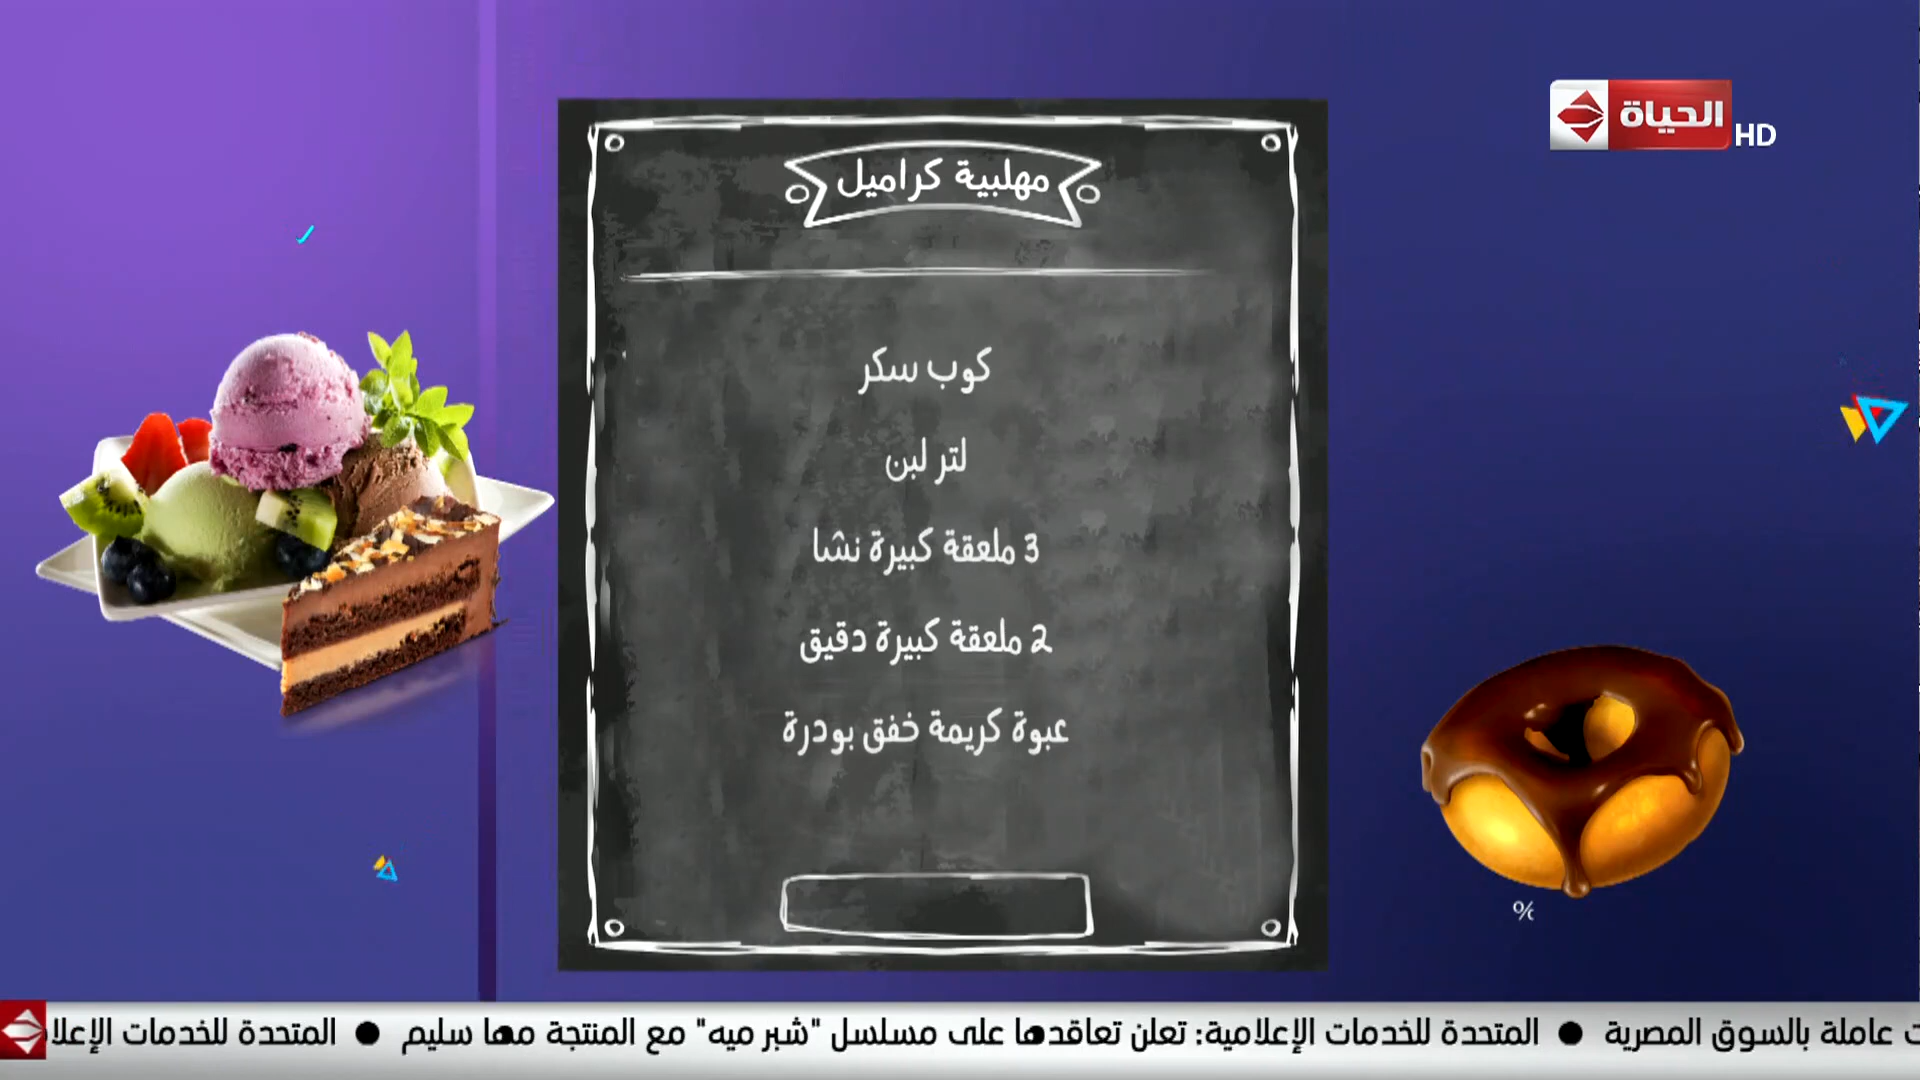 الحياة
HD
مهلبية كراميل
كوب سكر
لتر لبن
3 ملعقة كبيرة نشا
2 ملعقة كبيرة دقيق
عبوة كريمة خفق بودرة
%
عاملة بالسوق المصرية ● المتحدة للخدمات الإعلامية: تعلن تعاقدها على مسلسل "شبر ميه" مع المنتجة مها سليم ● المتحدة للخدمات